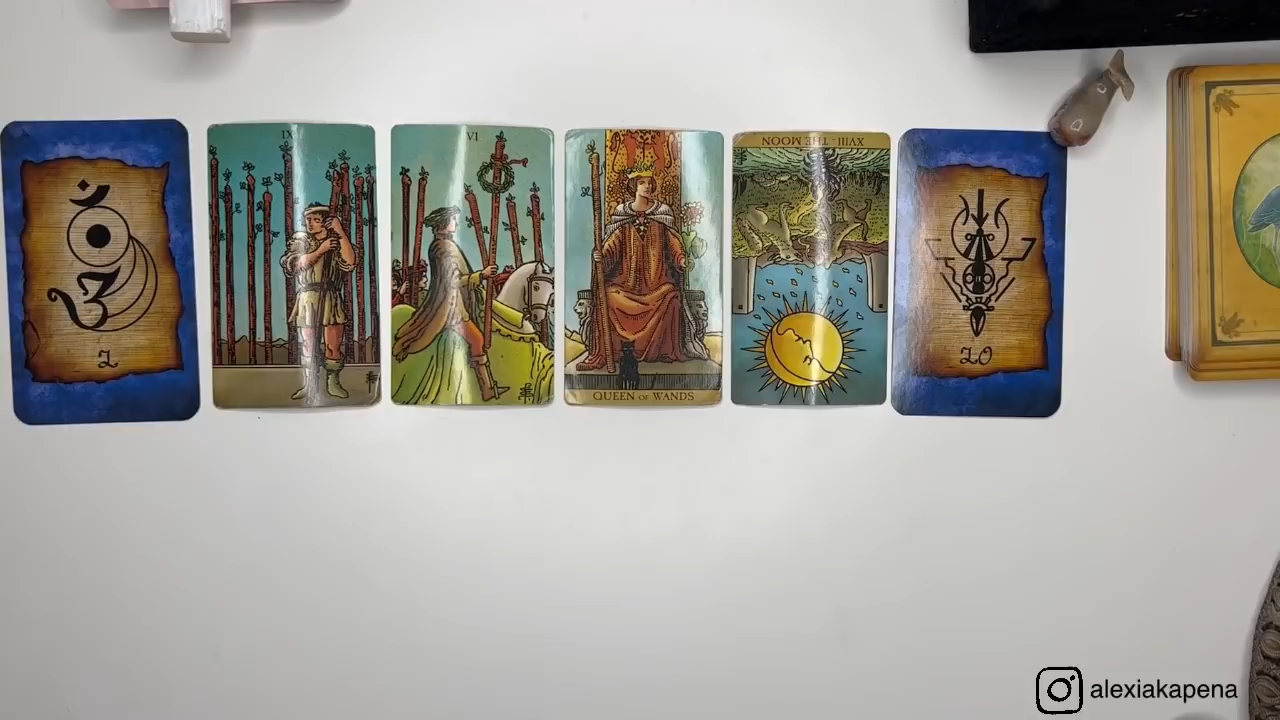 IX
VI
QUEEN OF WANDS
XVIII · THE MOON
2
20
alexiakapena